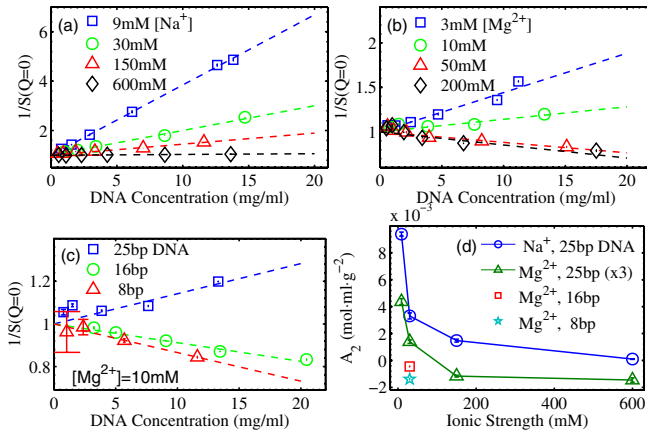 (a)
9mM [Na⁺]
30mM
150mM
600mM
1/S(Q=0)
6
4
2
0 5 10 15 20
DNA Concentration (mg/ml)
(b)
3mM [Mg²⁺]
10mM
50mM
200mM
1/S(Q=0)
2
1.5
1
0 5 10 15 20
DNA Concentration (mg/ml)
(c)
25bp DNA
16bp
8bp
[Mg²⁺]=10mM
1/S(Q=0)
1.2
1
0.8
0 5 10 15 20
DNA Concentration (mg/ml)
x 10⁻³
(d)
Na⁺, 25bp DNA
Mg²⁺, 25bp (x3)
Mg²⁺, 16bp
Mg²⁺, 8bp
A₂ (mol·ml·g⁻²)
8
6
4
2
0
−2
0 200 400 600
Ionic Strength (mM)